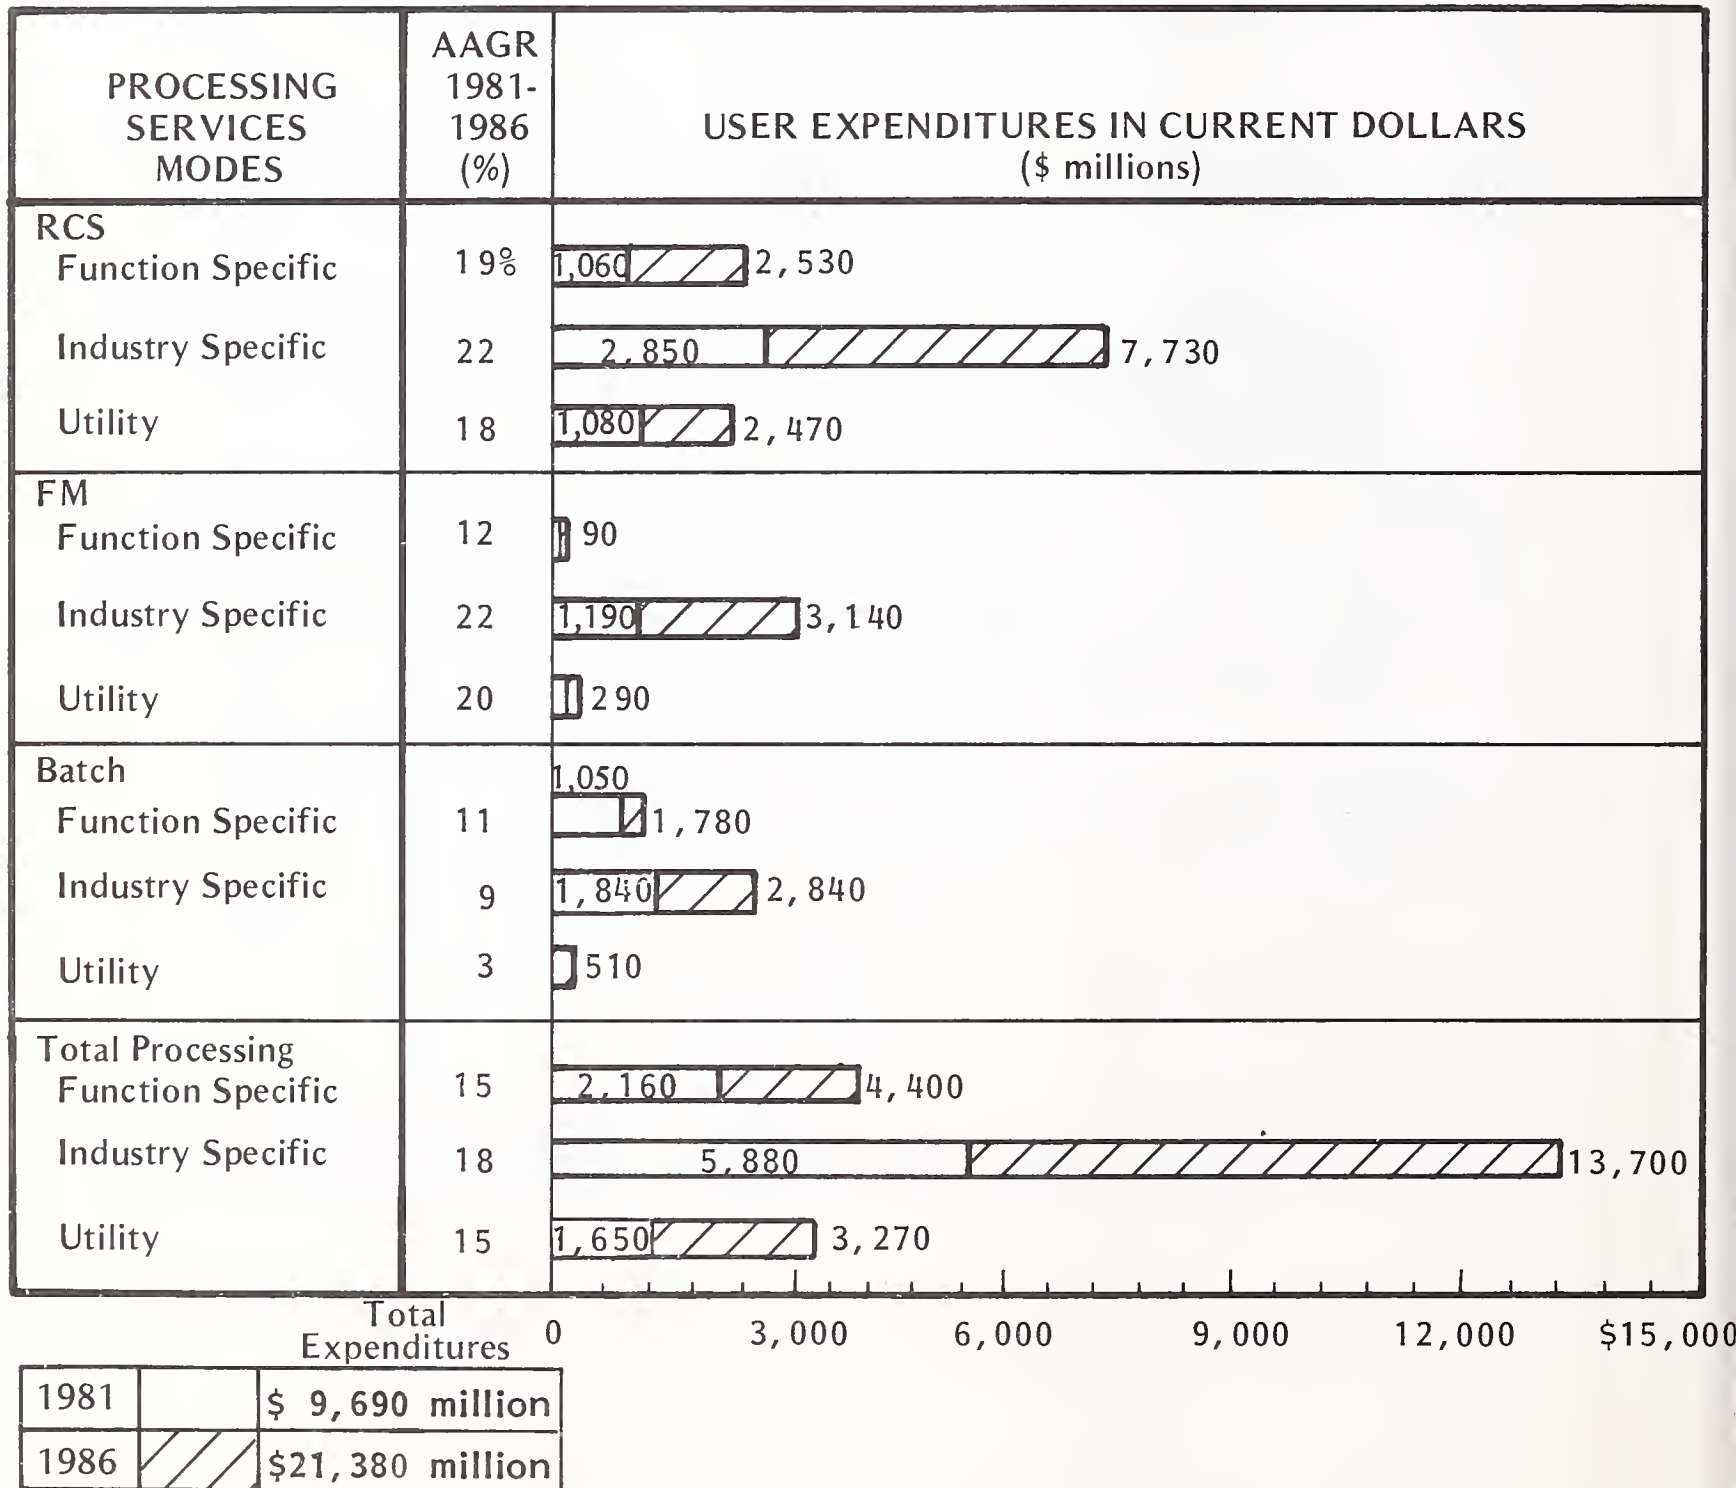 PROCESSING
SERVICES
MODES
AAGR
1981-
1986
(%)
USER EXPENDITURES IN CURRENT DOLLARS
($ millions)
RCS
Function Specific 19% 1,060 2,530
Industry Specific 22 2,850 7,730
Utility 18 1,080 2,470
FM
Function Specific 12 90
Industry Specific 22 1,190 3,140
Utility 20 290
Batch
1,050
Function Specific 11 1,780
Industry Specific 9 1,840 2,840
Utility 3 510
Total Processing
Function Specific 15 2,160 4,400
Industry Specific 18 5,880 13,700
Utility 15 1,650 3,270
0 3,000 6,000 9,000 12,000 $15,000
Total
Expenditures
1981 $ 9,690 million
1986 $21,380 million